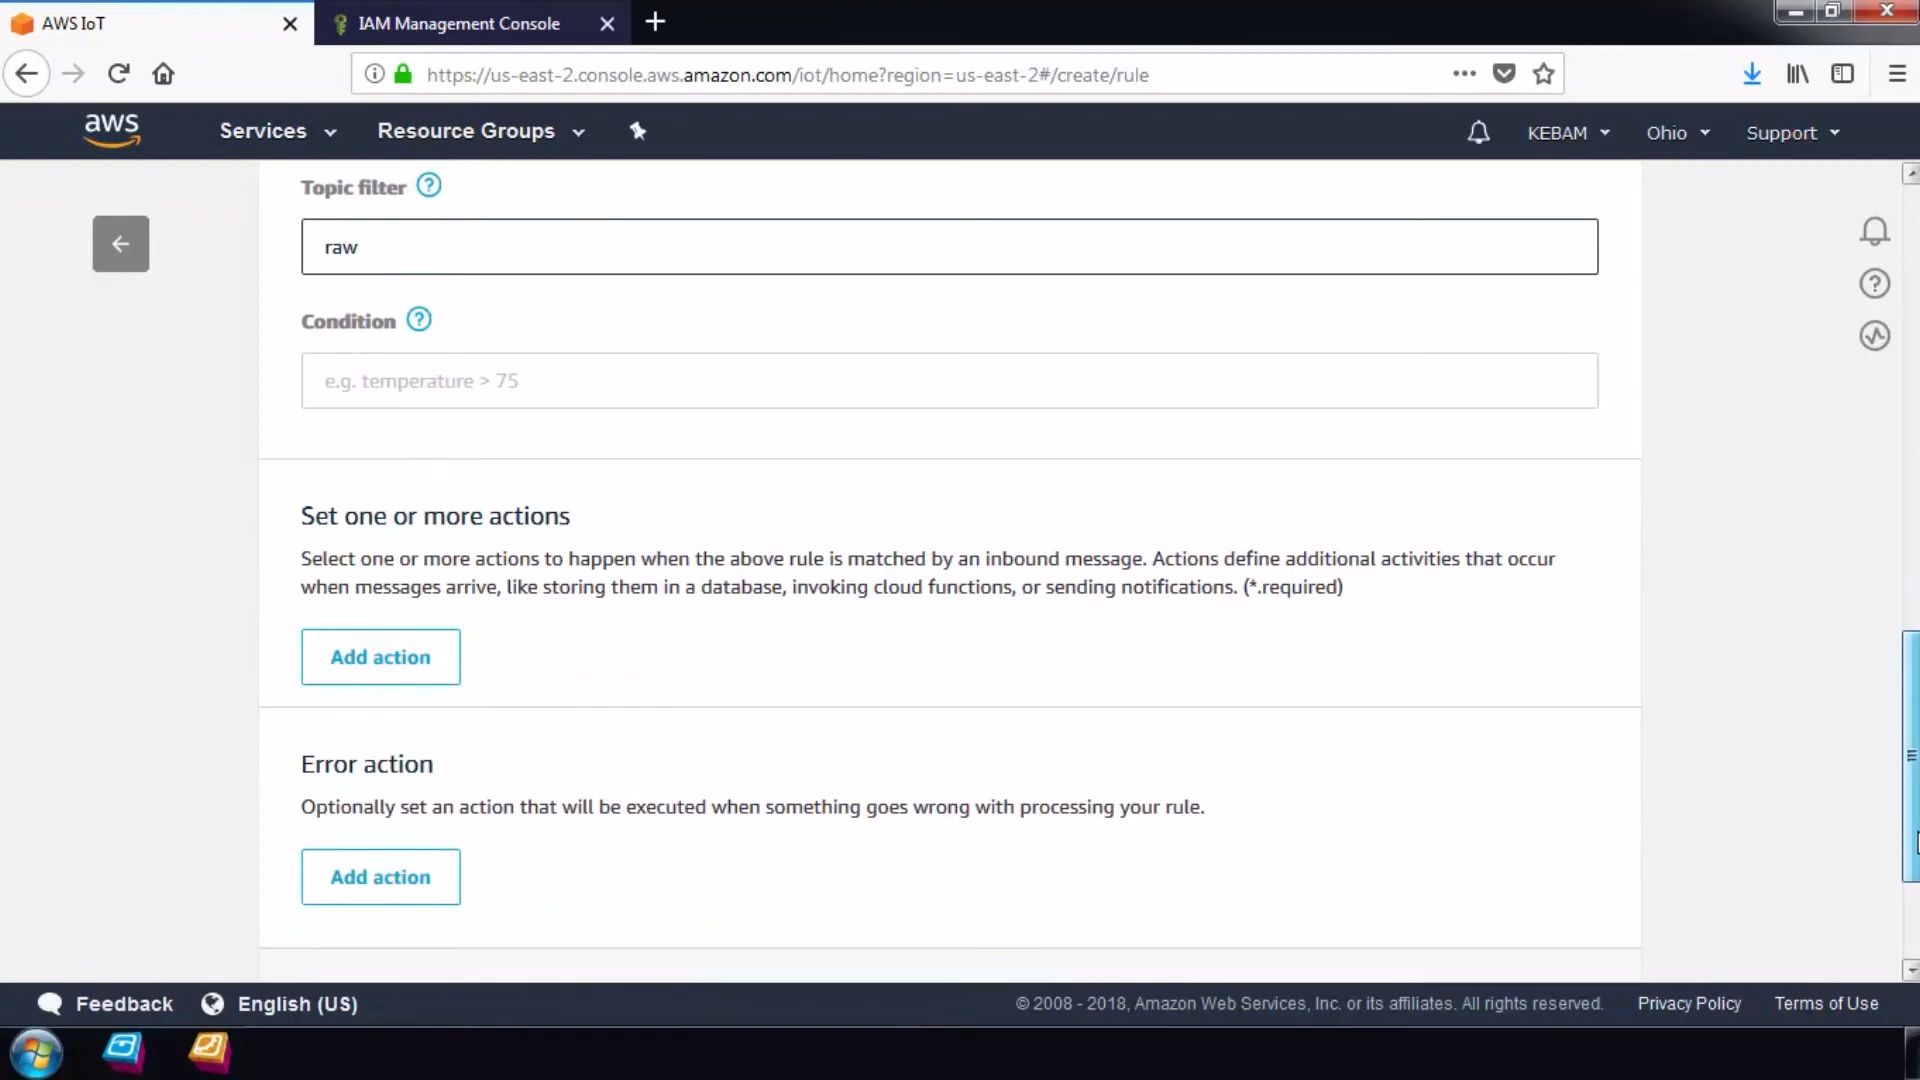 AWS IoT
IAM Management Console
https://us-east-2.console.aws.amazon.com/iot/home?region=us-east-2#/create/rule
aws
Services
Resource Groups
KEBAM
Ohio
Support
Topic filter
raw
Condition
e.g. temperature > 75
Set one or more actions
Select one or more actions to happen when the above rule is matched by an inbound message. Actions define additional activities that occur
when messages arrive, like storing them in a database, invoking cloud functions, or sending notifications. (*.required)
Add action
Error action
Optionally set an action that will be executed when something goes wrong with processing your rule.
Add action
Feedback
English (US)
© 2008 - 2018, Amazon Web Services, Inc. or its affiliates. All rights reserved.
Privacy Policy
Terms of Use